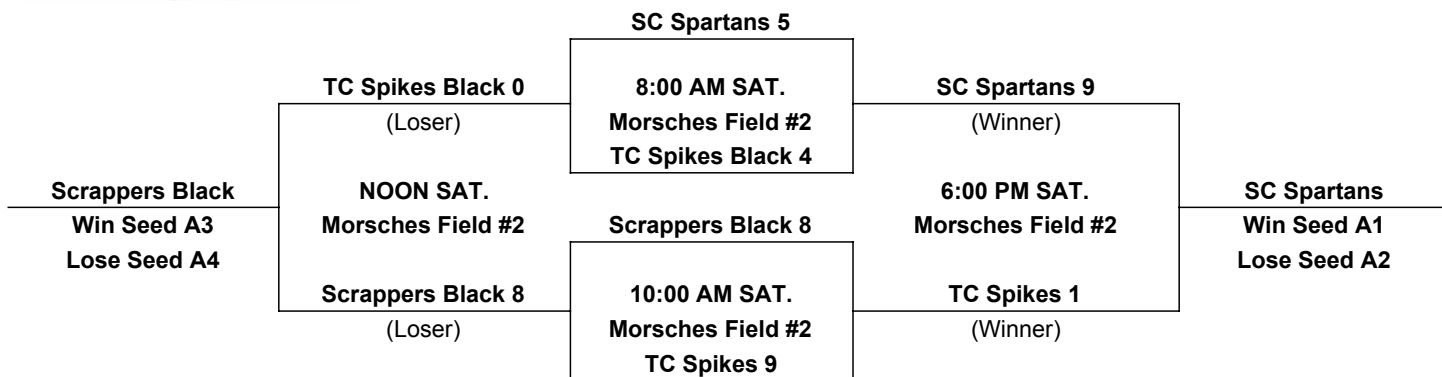 SC Spartans 5
TC Spikes Black 0
8:00 AM SAT.
SC Spartans 9
(Loser)
Morsches Field #2
(Winner)
TC Spikes Black 4
Scrappers Black
NOON SAT.
6:00 PM SAT.
SC Spartans
Win Seed A3
Morsches Field #2
Scrappers Black 8
Morsches Field #2
Win Seed A1
Lose Seed A4
Lose Seed A2
Scrappers Black 8
10:00 AM SAT.
TC Spikes 1
(Loser)
Morsches Field #2
(Winner)
TC Spikes 9